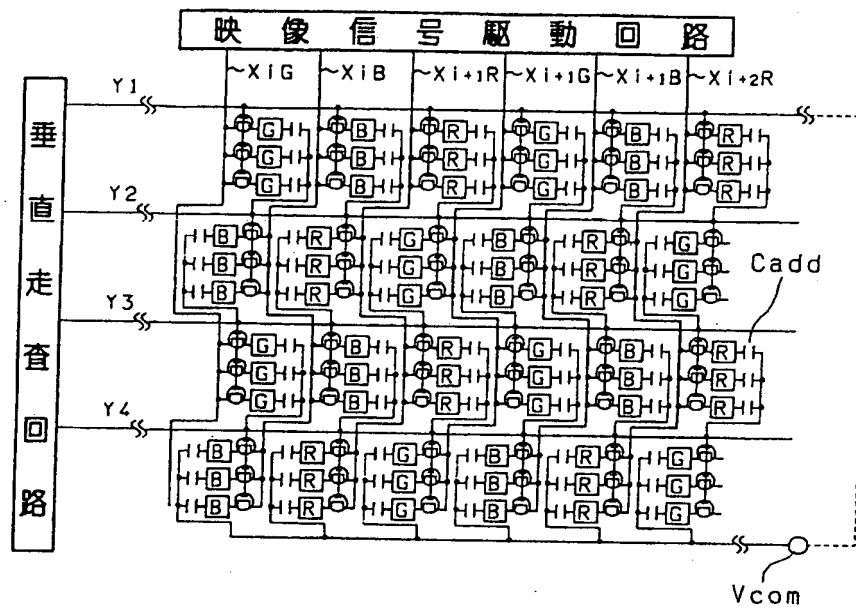 映像信号駆動回路
~XiG ~XiB ~Xi+1R ~Xi+1G ~Xi+1B ~Xi+2R
Y1
垂直走査回路
G B R G B R
G B R G B R
G B R G B R
Y2
B R G B R G
B R G B R G
B R G B R G
Cadd
Y3
G B R G B R
G B R G B R
G B R G B R
Y4
B R G B R G
B R G B R G
B R G B R G
Vcom